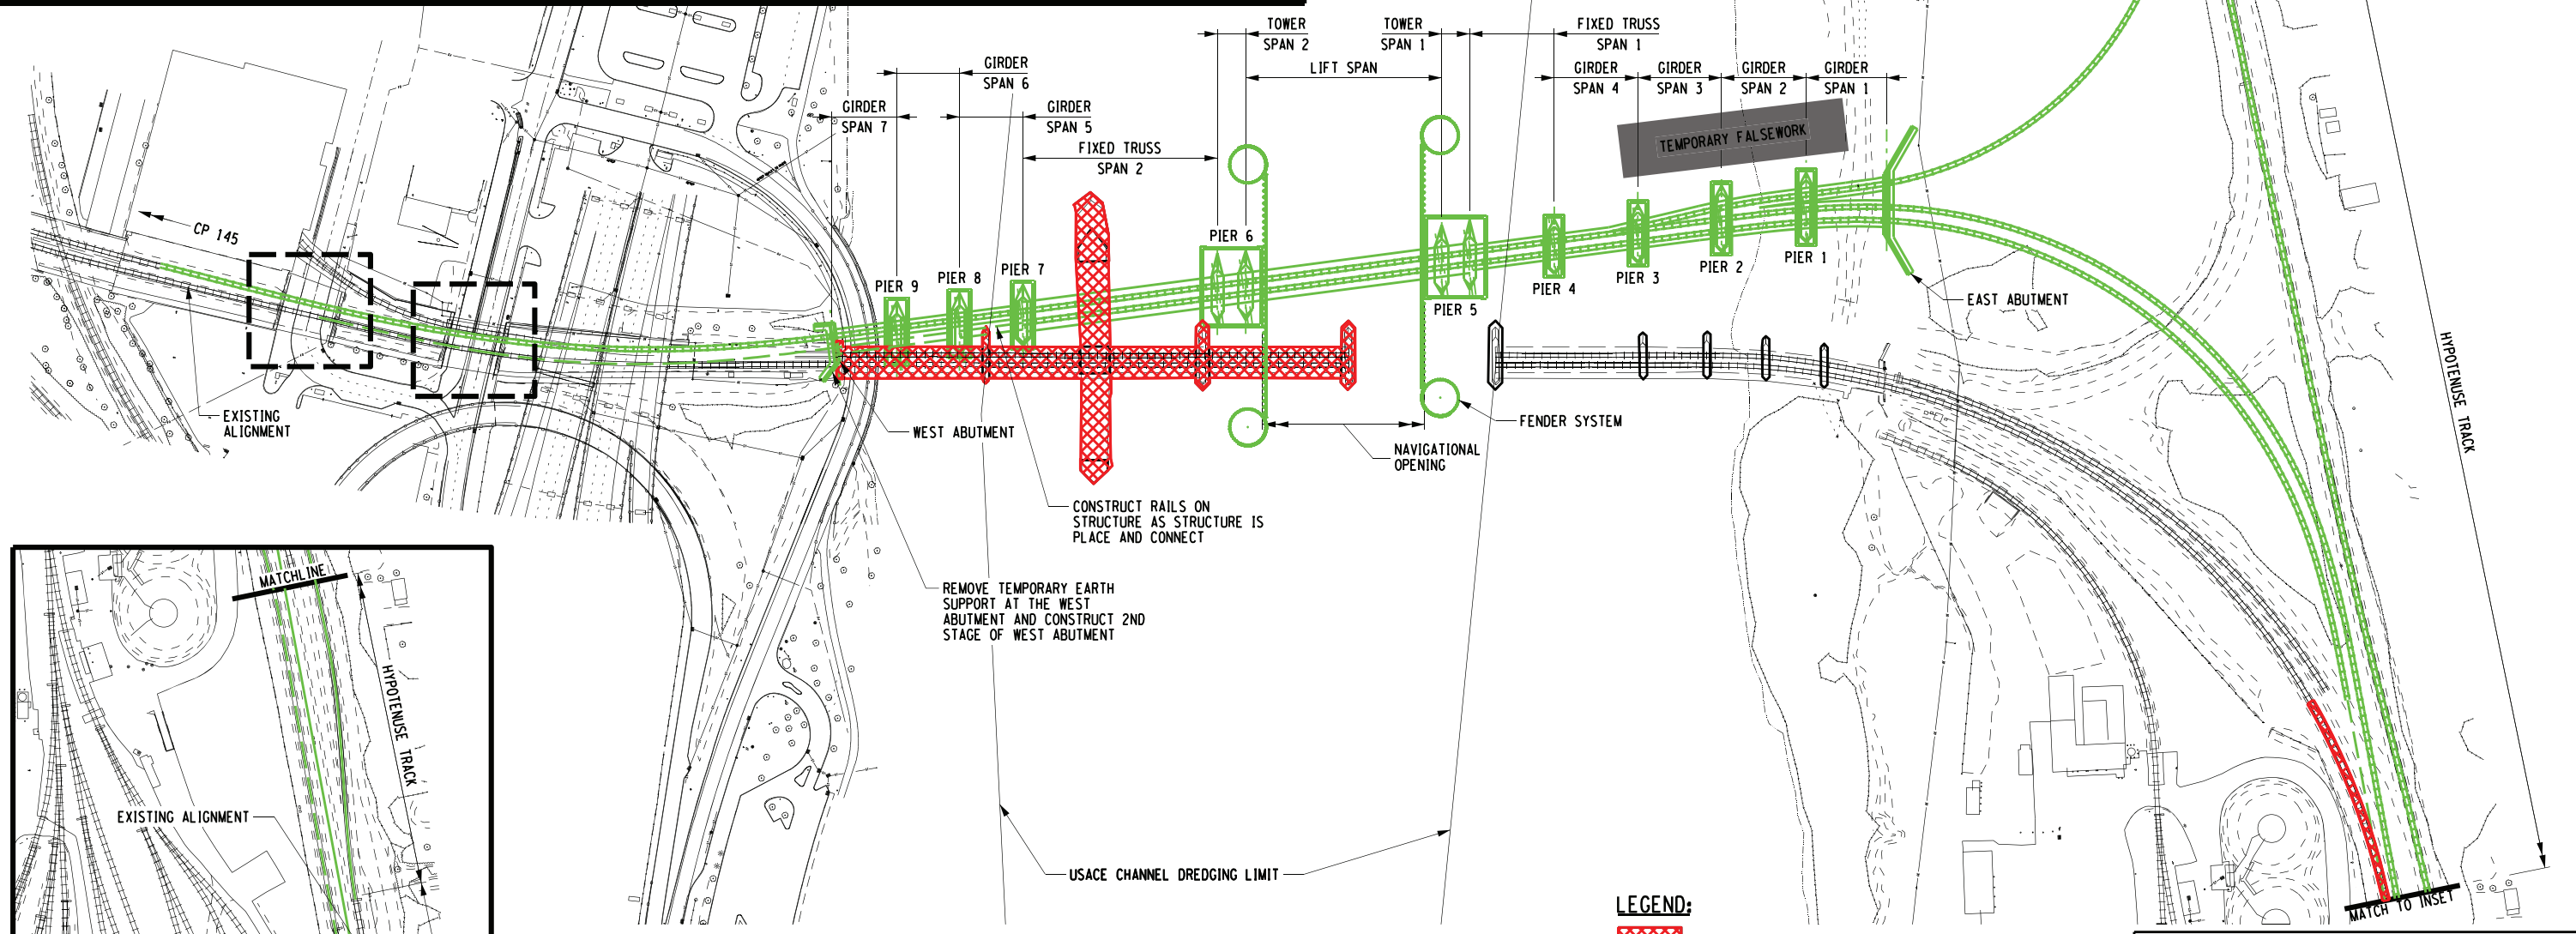 TOWER
SPAN 2
TOWER
SPAN 1
FIXED TRUSS
SPAN 1
LIFT SPAN
GIRDER
SPAN 6
GIRDER
SPAN 4
GIRDER
SPAN 3
GIRDER
SPAN 2
GIRDER
SPAN 1
GIRDER
SPAN 7
GIRDER
SPAN 5
FIXED TRUSS
SPAN 2
TEMPORARY FALSEWORK
CP 145
PIER 9
PIER 8
PIER 7
PIER 6
PIER 5
PIER 4
PIER 3
PIER 2
PIER 1
EAST ABUTMENT
EXISTING
ALIGNMENT
WEST ABUTMENT
FENDER SYSTEM
NAVIGATIONAL
OPENING
HYPOTENUSE TRACK
CONSTRUCT RAILS ON
STRUCTURE AS STRUCTURE IS
PLACE AND CONNECT
REMOVE TEMPORARY EARTH
SUPPORT AT THE WEST
ABUTMENT AND CONSTRUCT 2ND
STAGE OF WEST ABUTMENT
MATCHLINE
HYPOTENUSE TRACK
EXISTING ALIGNMENT
USACE CHANNEL DREDGING LIMIT
LEGEND:
MATCH TO INSET